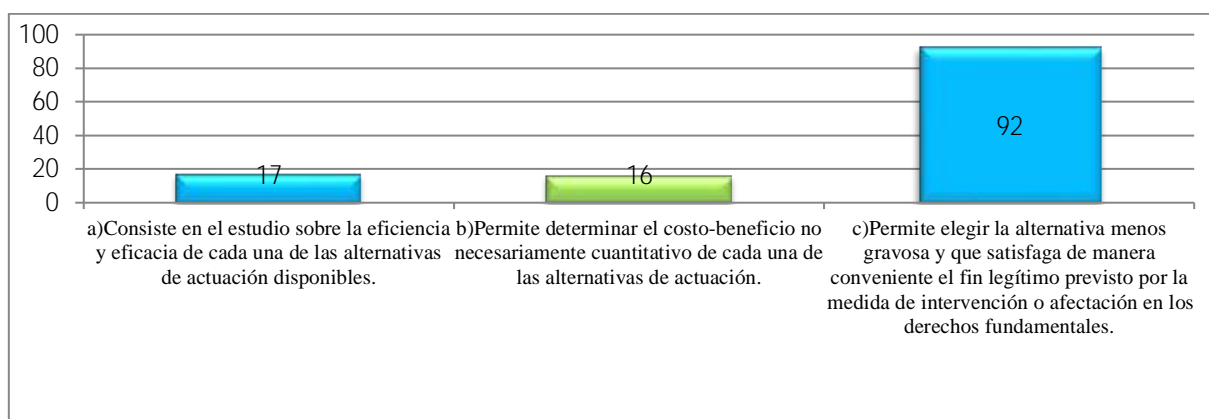 100
80
60
40
20
0
17
16
92
a)Consiste en el estudio sobre la eficiencia
y eficacia de cada una de las alternativas
de actuación disponibles.
b)Permite determinar el costo-beneficio no
necesariamente cuantitativo de cada una de
las alternativas de actuación.
c)Permite elegir la alternativa menos
gravosa y que satisfaga de manera
conveniente el fin legítimo previsto por la
medida de intervención o afectación en los
derechos fundamentales.